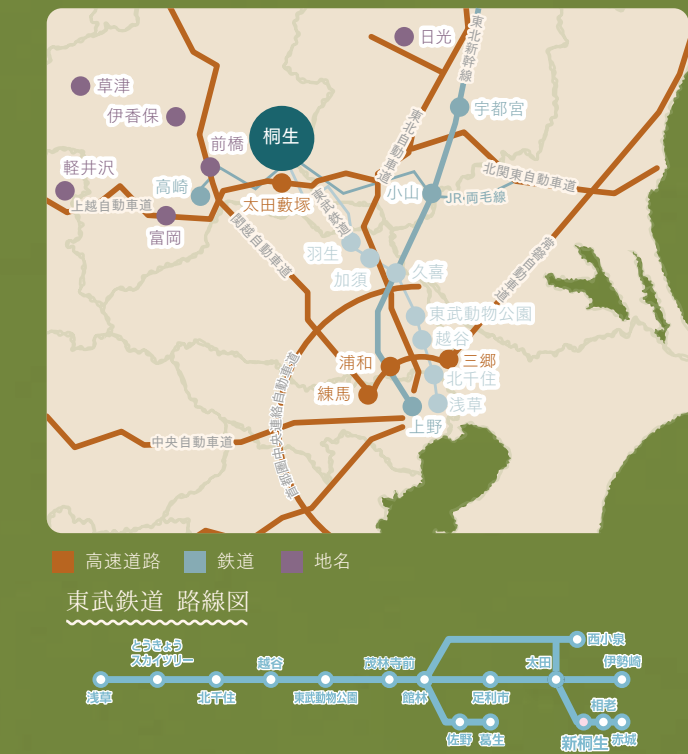 東北新幹線
日光
草津
宇都宮
伊香保
東北自動車道
桐生
前橋
軽井沢
北関東自動車道
高崎
小山
JR 両毛線
上越自動車道
太田藪塚
東武鉄道
富岡
関越自動車道
羽生
常磐自動車道
加須
久喜
東武動物公園
越谷
浦和
三郷
北千住
練馬
浅草
上野
首都圏中央連絡自動車道
中央自動車道
高速道路 鉄道 地名
東武鉄道 路線図
とうきょう
スカイツリー
越谷
茂林寺前
太田
西小泉
伊勢崎
浅草
北千住
東武動物公園
館林
足利市
相老
佐野
葛生
新桐生
赤城